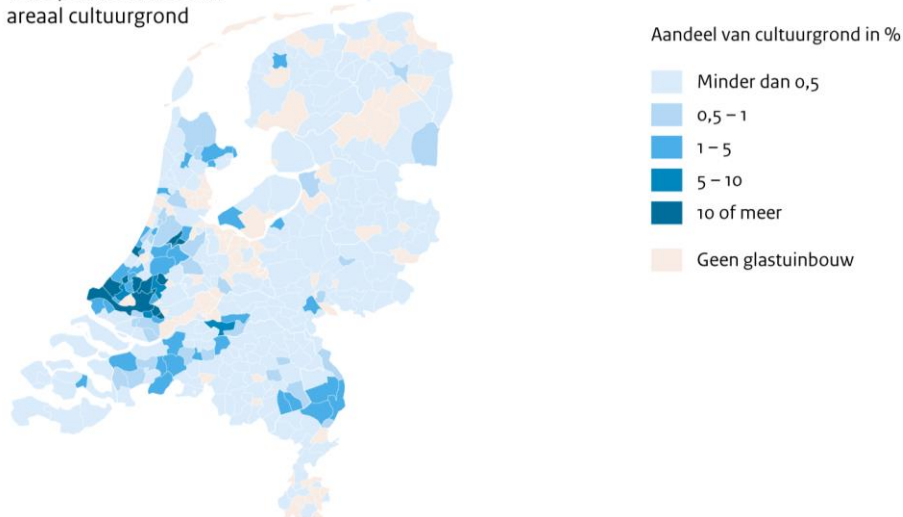 areaal cultuurgrond
Aandeel van cultuurgrond in %
Minder dan 0,5
0,5 – 1
1 – 5
5 – 10
10 of meer
Geen glastuinbouw